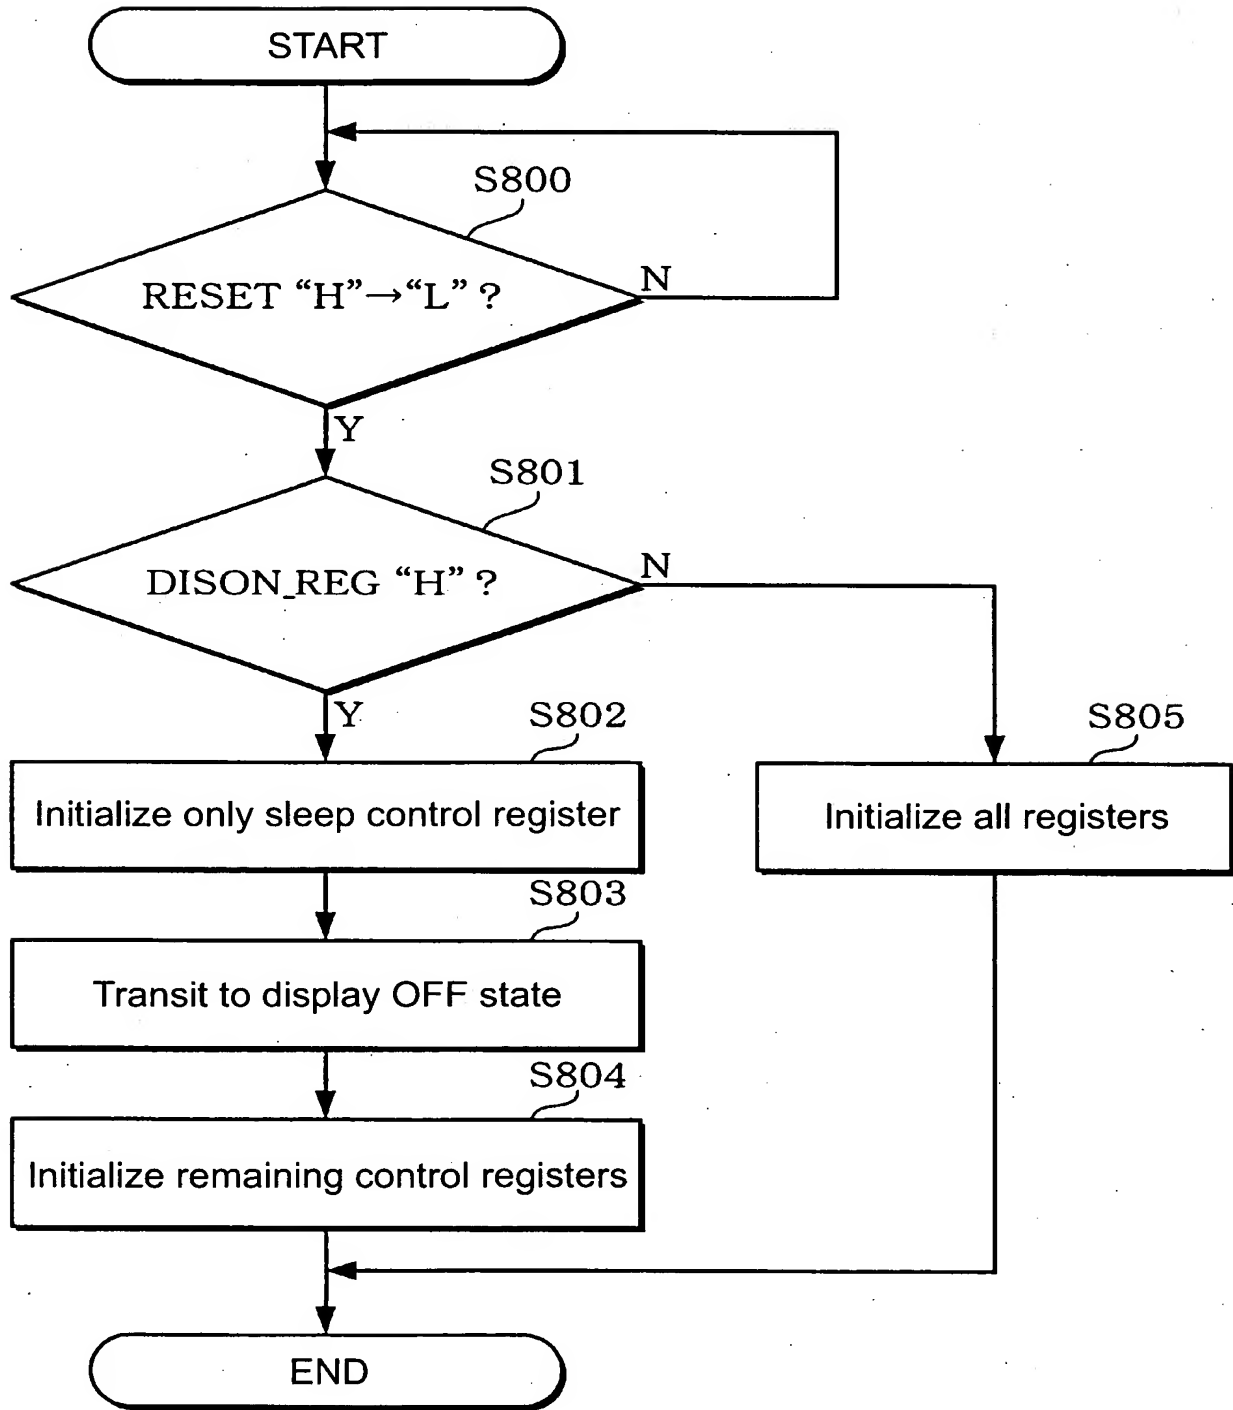 START
S800
RESET “H”→“L” ?
N
Y
S801
DISON_REG “H” ?
N
Y
S802
S805
Initialize only sleep control register
Initialize all registers
S803
Transit to display OFF state
S804
Initialize remaining control registers
END